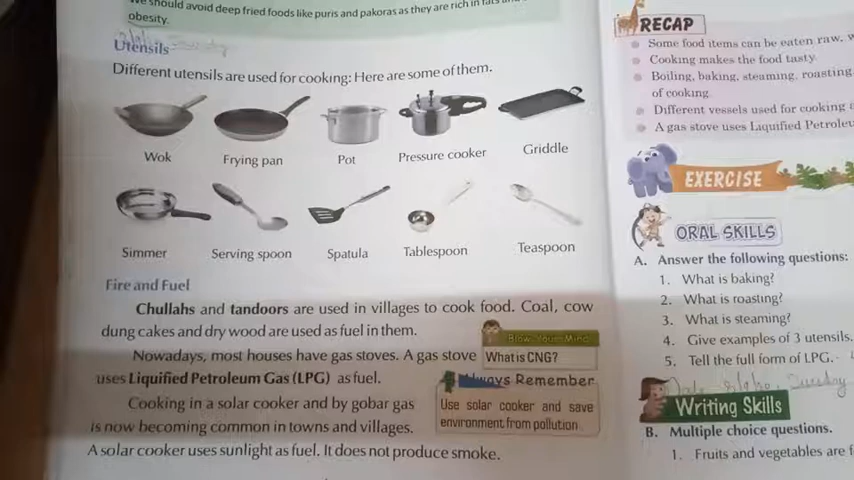 We should avoid deep fried foods like puris and pakoras as they are rich in fats and
obesity.
Utensils
Different utensils are used for cooking: Here are some of them.
Wok
Frying pan
Pot
Pressure cooker
Griddle
Simmer
Serving spoon
Spatula
Tablespoon
Teaspoon
Fire and Fuel
Chullahs and tandoors are used in villages to cook food. Coal, cow
dung cakes and dry wood are used as fuel in them.
Nowadays, most houses have gas stoves. A gas stove
uses Liquified Petroleum Gas (LPG) as fuel.
Blow Your Mind
What is CNG?
Cooking in a solar cooker and by gobar gas
is now becoming common in towns and villages.
A solar cooker uses sunlight as fuel. It does not produce smoke.
Always Remember
Use solar cooker and save
environment from pollution
RECAP
Some food items can be eaten raw,
Cooking makes the food tasty
Boiling, baking, steaming, roasting
of cooking
Different vessels used for cooking
A gas stove uses Liquified Petroleu
EXERCISE
ORAL SKILLS
A. Answer the following questions:
1. What is baking?
2. What is roasting?
3. What is steaming?
4. Give examples of 3 utensils.
5. Tell the full form of LPG.
Writing Skills
B. Multiple choice questions.
1. Fruits and vegetables are f